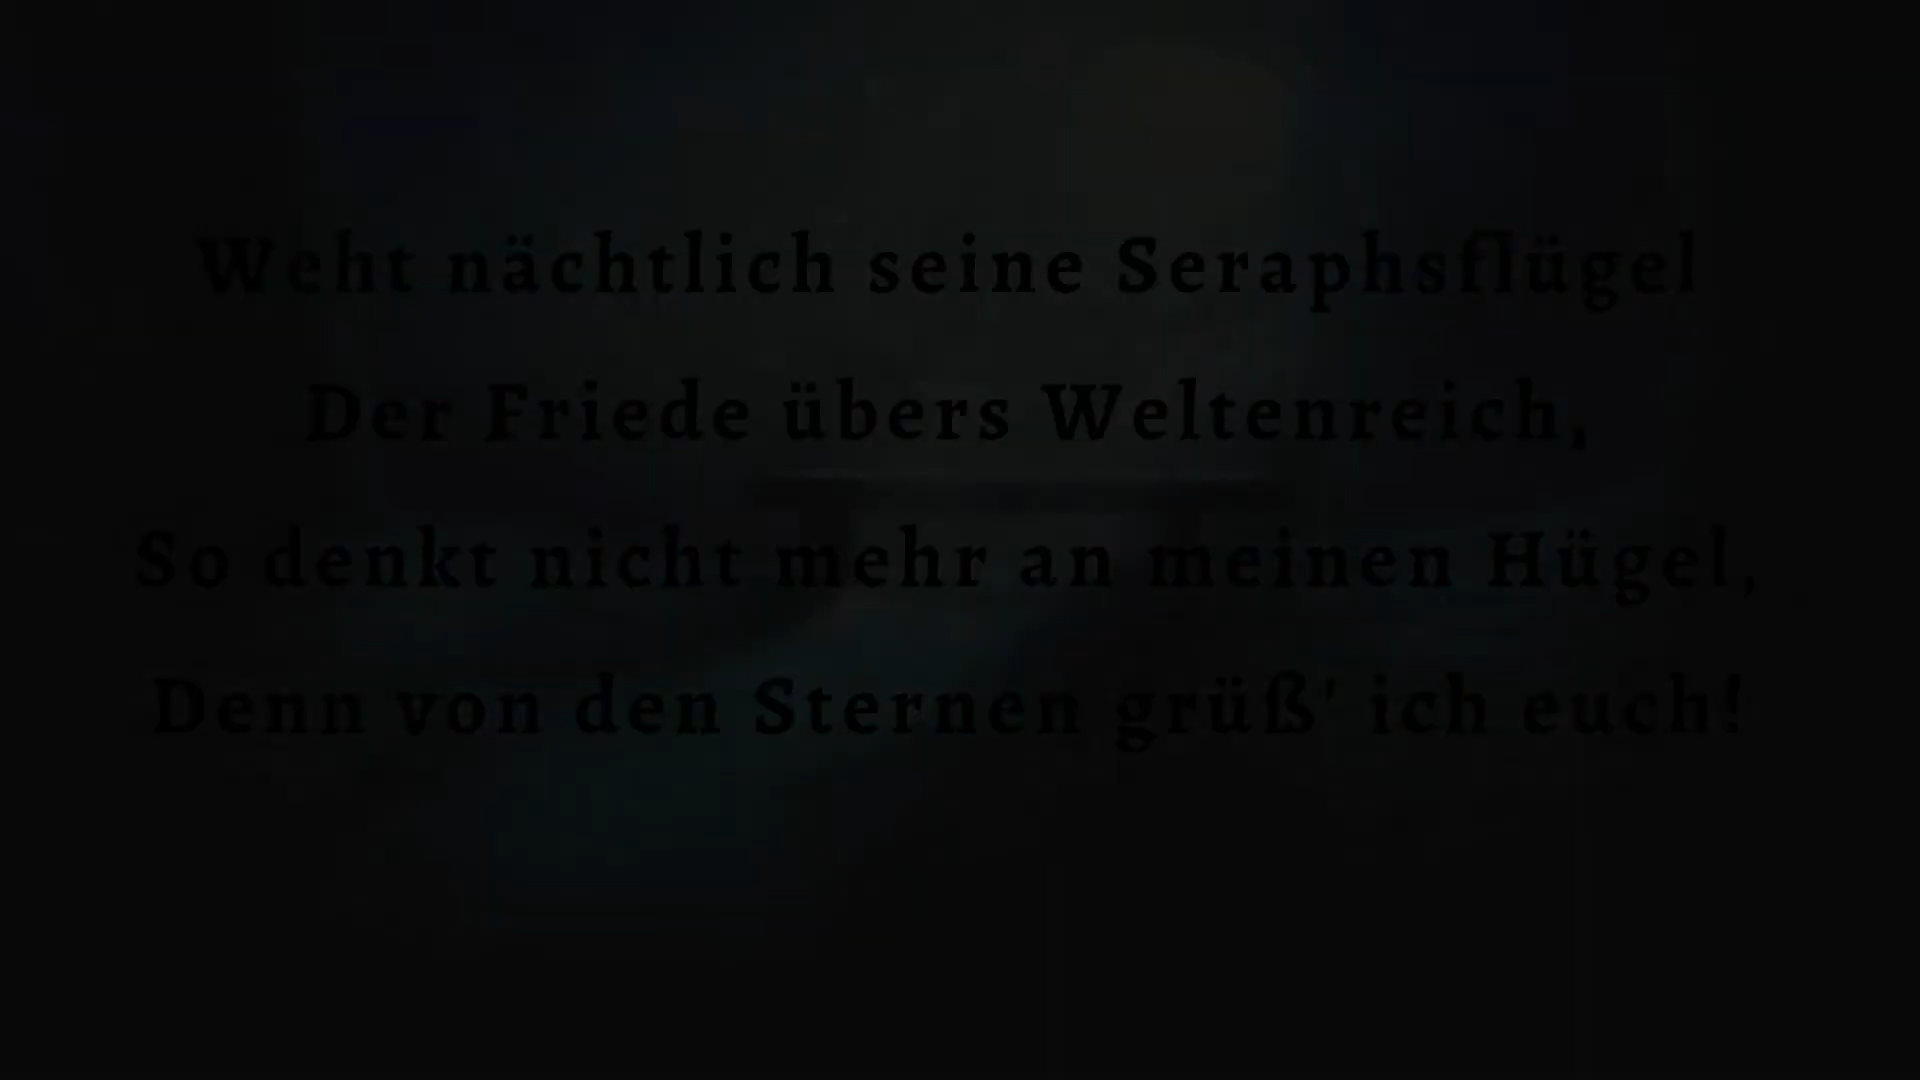 Weht nächtlich seine Seraphsflügel
Der Friede übers Weltenreich,
So denkt nicht mehr an meinen Hügel,
Denn von den Sternen grüß' ich euch!